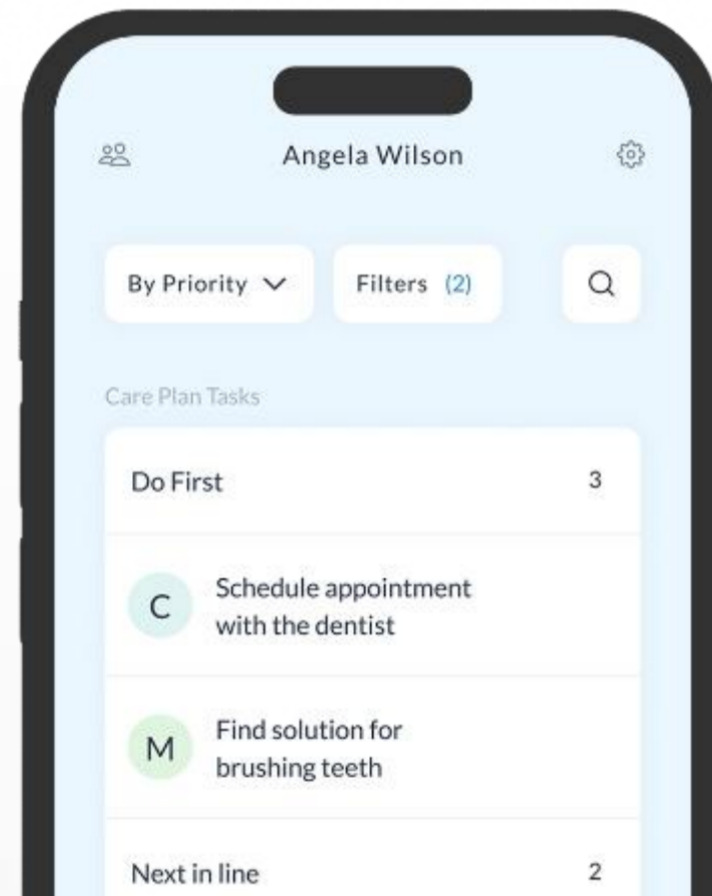 Angela Wilson
By Priority
Filters (2)
Care Plan Tasks
Do First 3
C
Schedule appointment
with the dentist
M
Find solution for
brushing teeth
Next in line 2